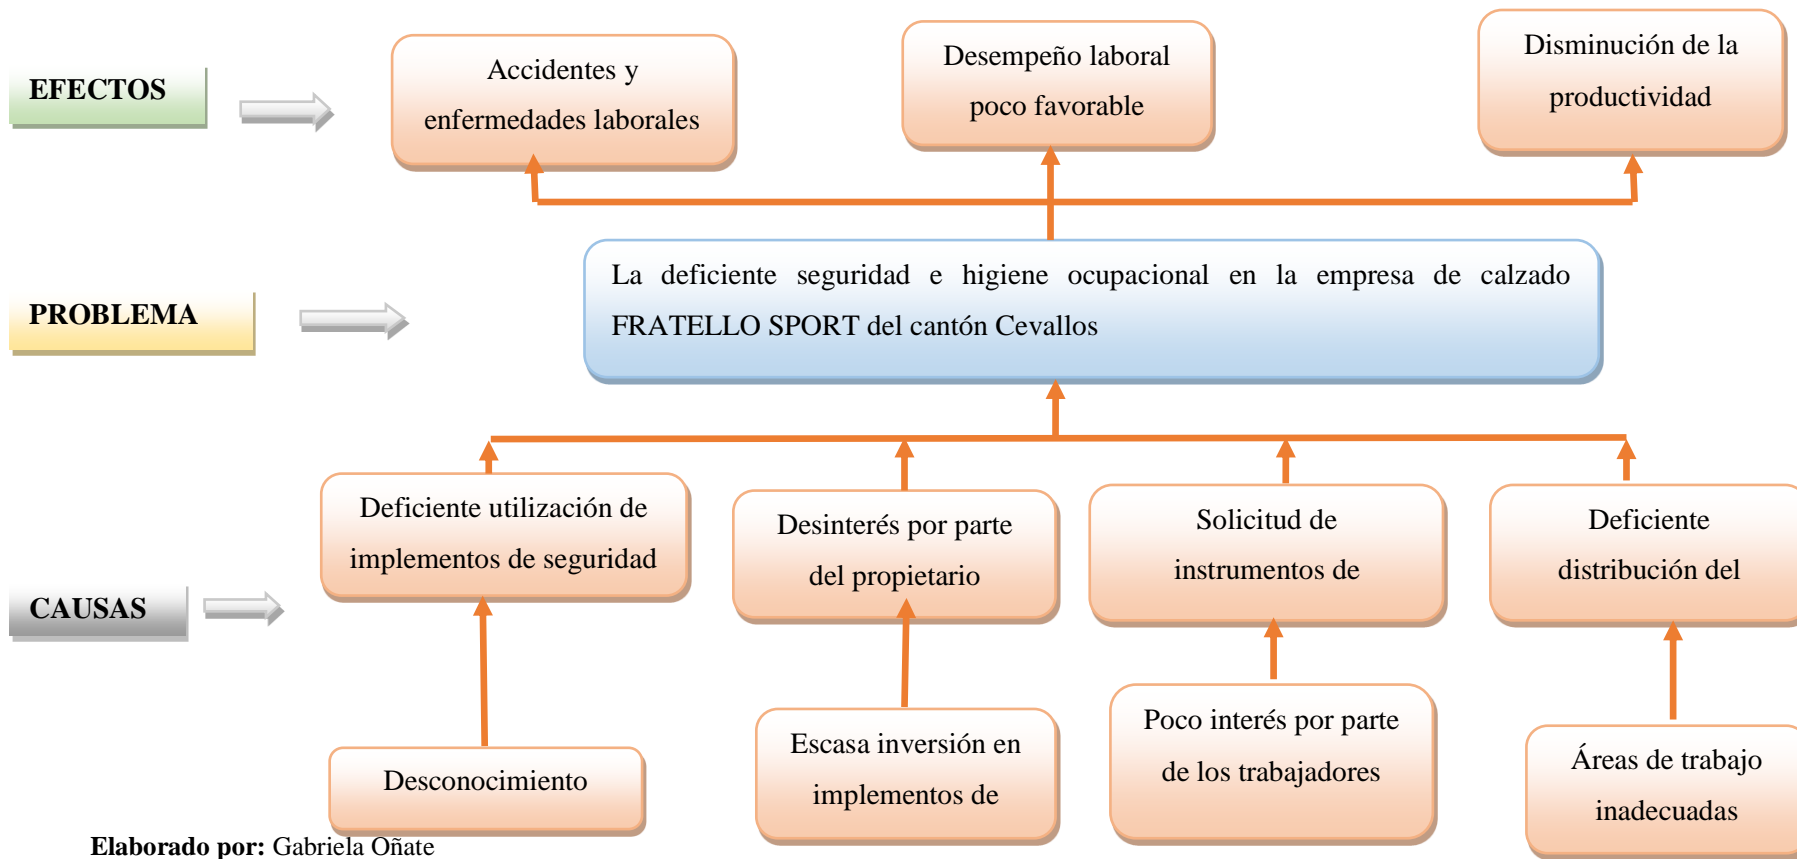 EFECTOS
Accidentes y
enfermedades laborales
Desempeño laboral
poco favorable
Disminución de la
productividad
PROBLEMA
La deficiente seguridad e higiene ocupacional en la empresa de calzado
FRATELLO SPORT del cantón Cevallos
CAUSAS
Deficiente utilización de
implementos de seguridad
Desinterés por parte
del propietario
Solicitud de
instrumentos de
Deficiente
distribución del
Desconocimiento
Escasa inversión en
implementos de
Poco interés por parte
de los trabajadores
Áreas de trabajo
inadecuadas
Elaborado por: Gabriela Oñate